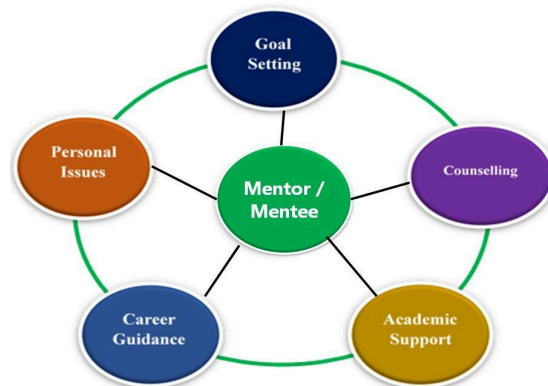 Goal
Setting
Personal
Issues
Counselling
Mentor /
Mentee
Career
Guidance
Academic
Support